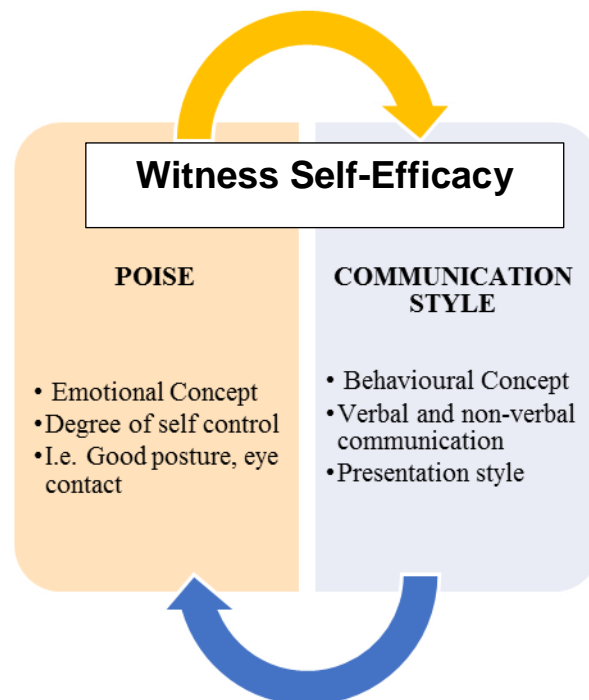 Witness Self-Efficacy
POISE
• Emotional Concept
•Degree of self control
•I.e. Good posture, eye
contact
COMMUNICATION
STYLE
• Behavioural Concept
•Verbal and non-verbal
communication
•Presentation style